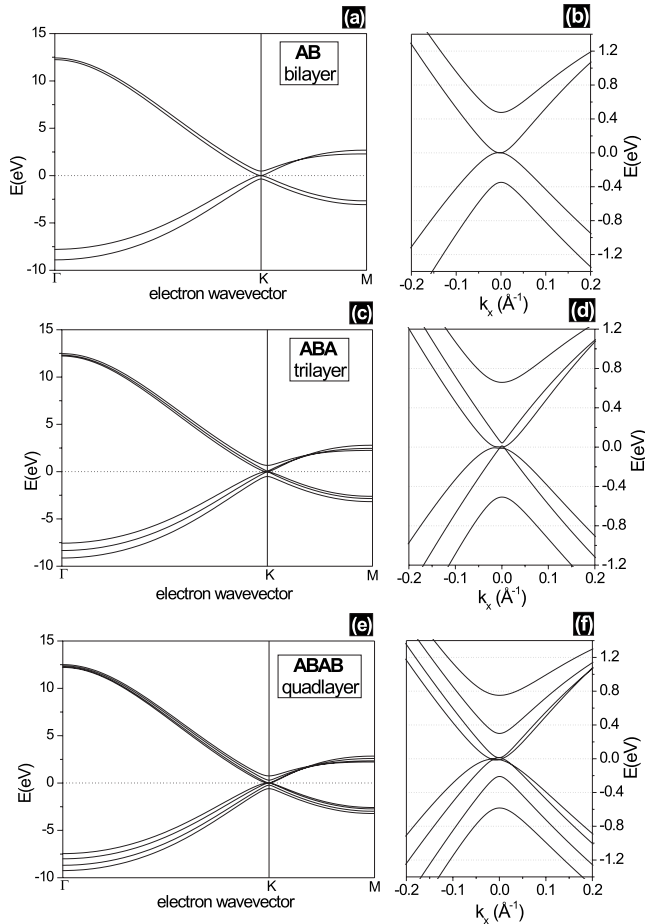 (a)
(b)
15
10
5
0
-5
-10
E(eV)
AB
bilayer
Γ
K
M
electron wavevector
1.2
0.8
0.4
0.0
-0.4
-0.8
-1.2
E(eV)
-0.2
-0.1
0.0
0.1
0.2
kₓ (Å⁻¹)
(c)
(d)
15
10
5
0
-5
-10
E(eV)
ABA
trilayer
Γ
K
M
electron wavevector
1.2
0.8
0.4
0.0
-0.4
-0.8
-1.2
E(eV)
-0.2
-0.1
0.0
0.1
0.2
kₓ (Å⁻¹)
(e)
(f)
15
10
5
0
-5
-10
E(eV)
ABAB
quadlayer
Γ
K
M
electron wavevector
1.2
0.8
0.4
0.0
-0.4
-0.8
-1.2
E(eV)
-0.2
-0.1
0.0
0.1
0.2
kₓ (Å⁻¹)